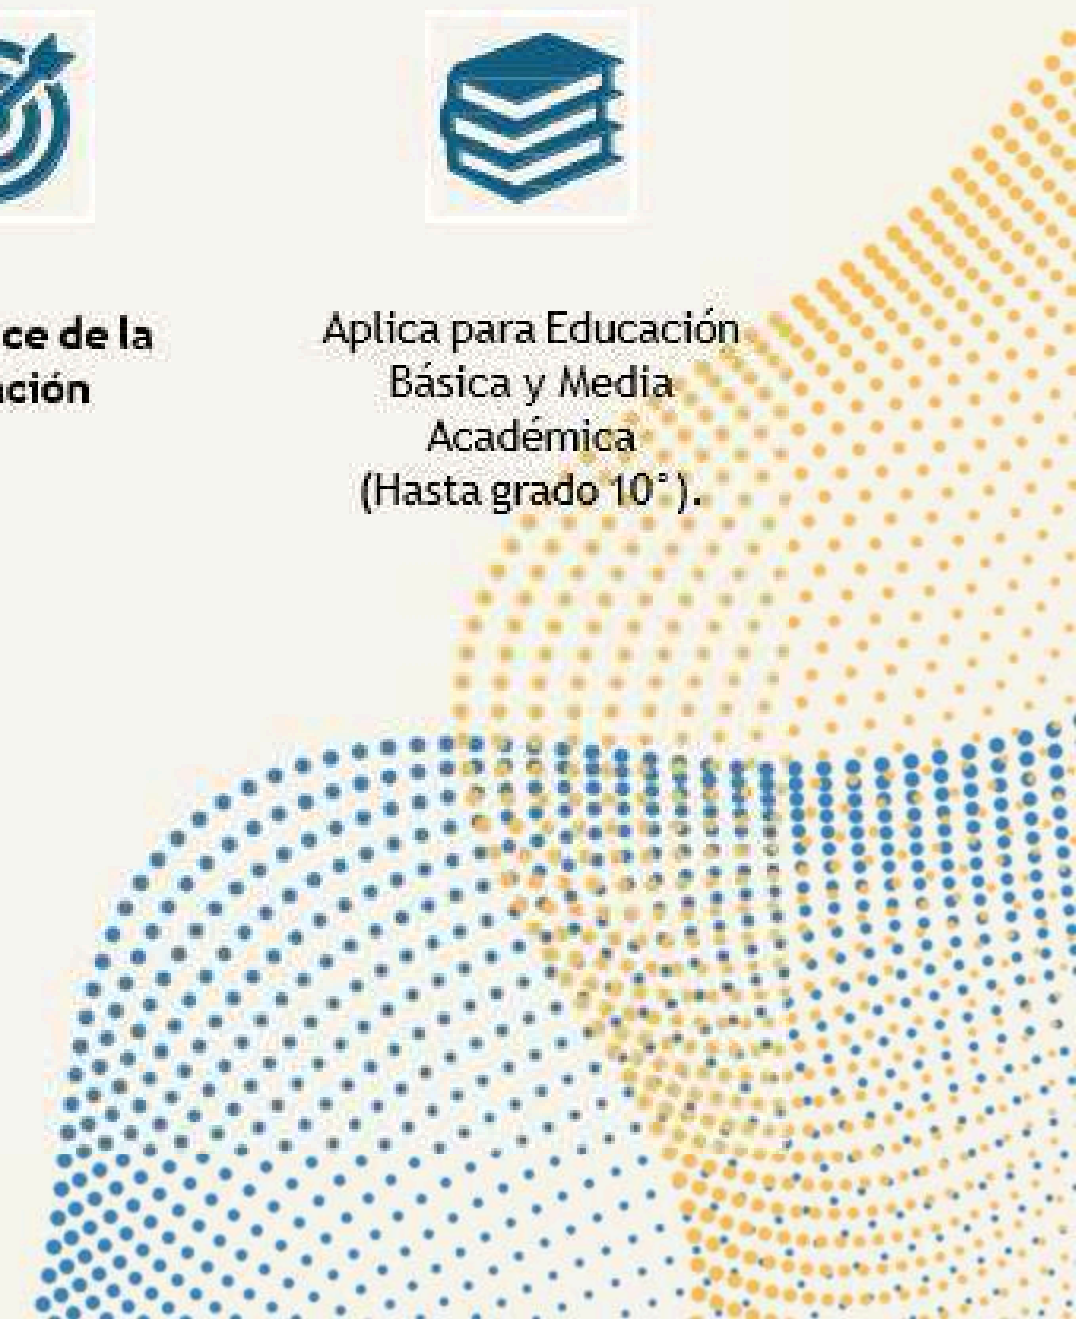 ce de la
ación
Aplica para Educación
Básica y Media
Académica
(Hasta grado 10°).